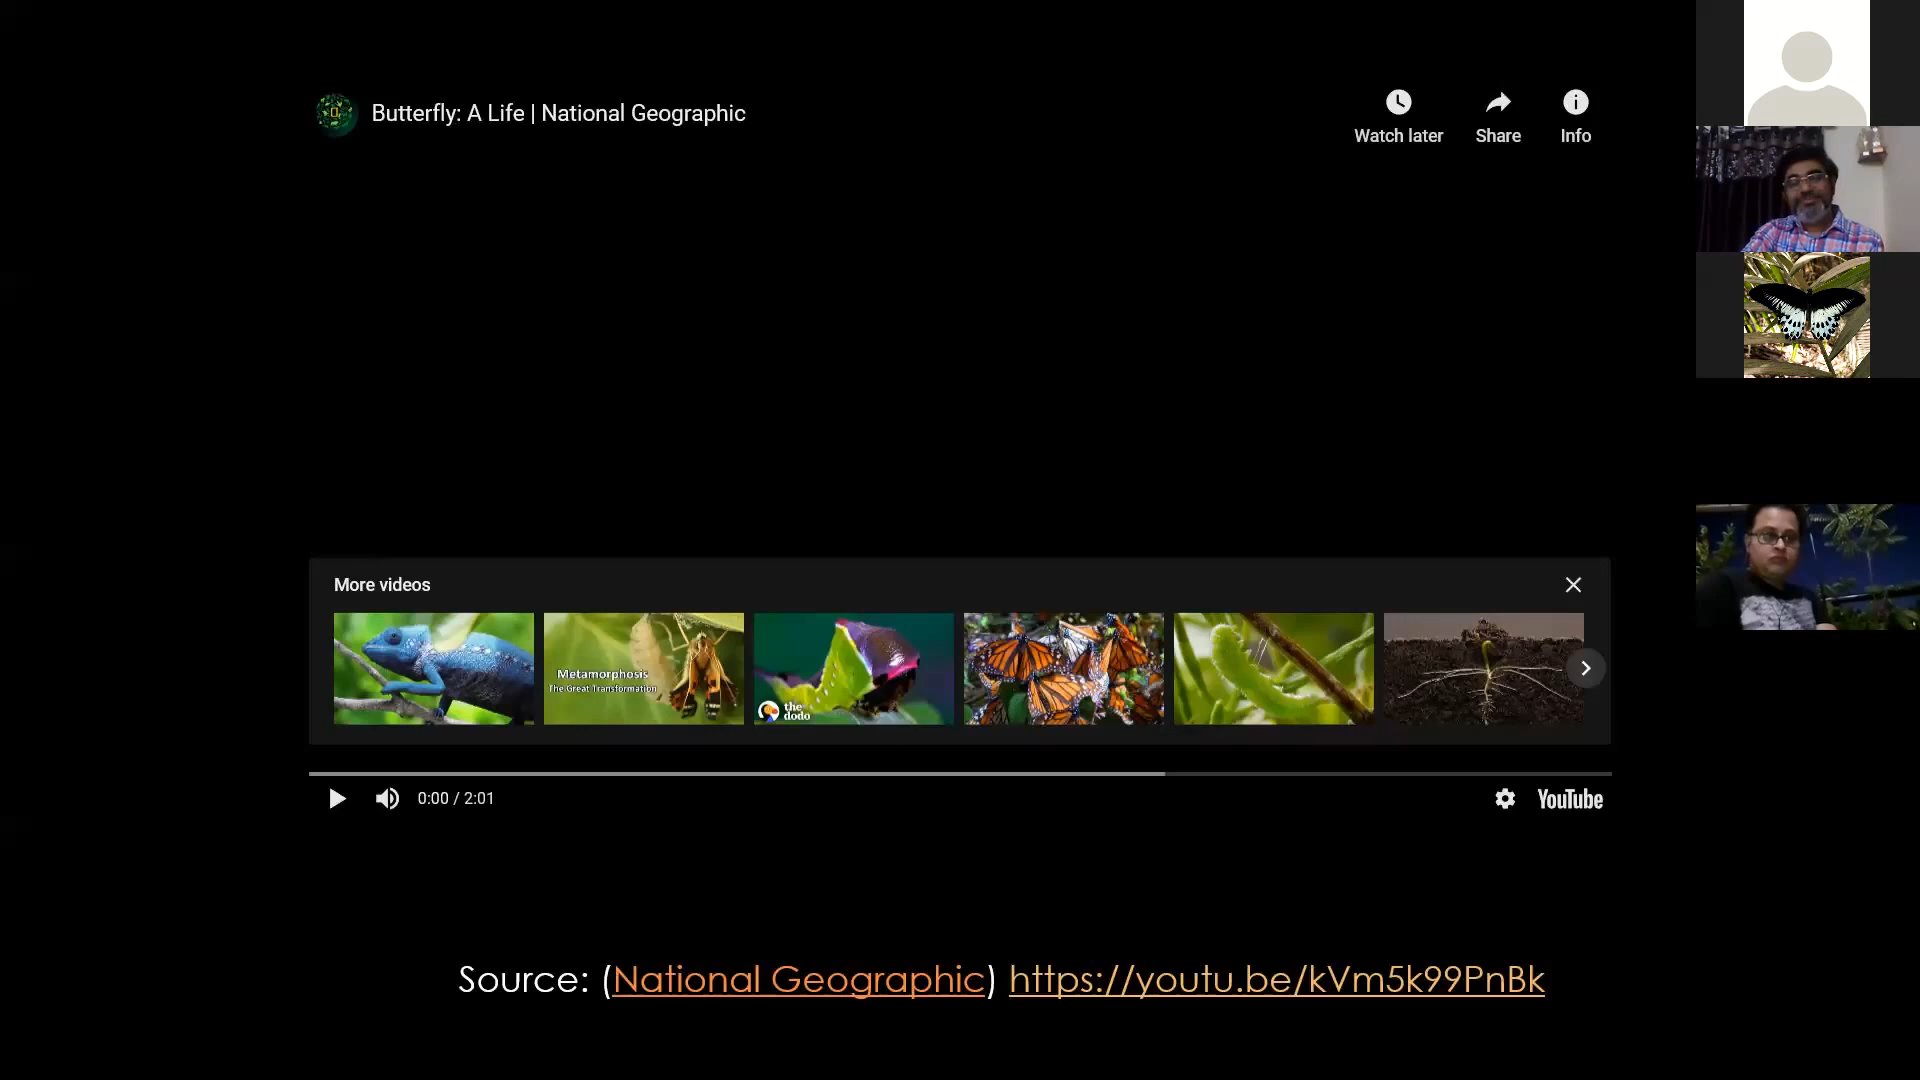 Butterfly: A Life | National Geographic
Watch later
Share
Info
More videos
Metamorphosis
The Great Transformation
the
dodo
0:00 / 2:01
YouTube
Source: (National Geographic) https://youtu.be/kVm5k99PnBk